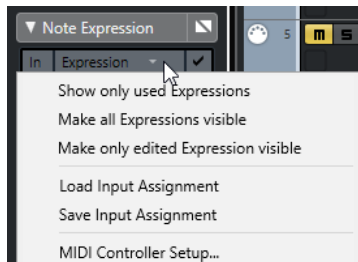 Note Expression
5 m S
In Expression
Show only used Expressions
Make all Expressions visible
Make only edited Expression visible
Load Input Assignment
Save Input Assignment
MIDI Controller Setup...